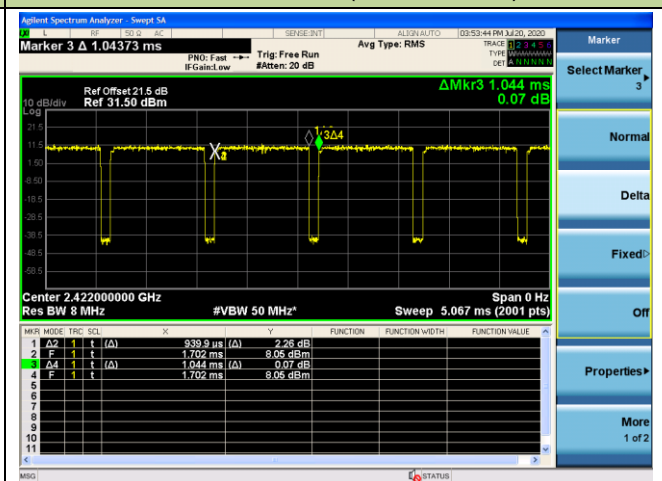 Agilent Spectrum Analyzer - Swept SA
L RF 50 Ω AC SENSE:INT ALIGN AUTO 03:53:44 PM Jul 20, 2020
Marker 3 Δ 1.04373 ms
PNO: Fast
IFGain:Low
Trig: Free Run
#Atten: 20 dB
Avg Type: RMS
TRACE 1 2 3 4 5 6
TYPE
DET A N N N N N
Ref Offset 21.5 dB
10 dB/div Ref 31.50 dBm
ΔMkr3 1.044 ms
0.07 dB
Log
21.5
11.5
1.50
-8.50
-18.5
-28.5
-38.5
-48.5
-58.5
3Δ4
Center 2.422000000 GHz
Span 0 Hz
Res BW 8 MHz #VBW 50 MHz* Sweep 5.067 ms (2001 pts)
MKR MODE TRC SCL X Y FUNCTION FUNCTION WIDTH FUNCTION VALUE
1 Δ2 1 t (Δ) 939.9 µs (Δ) 2.26 dB
2 F 1 t 1.702 ms 8.05 dBm
3 Δ4 1 t (Δ) 1.044 ms (Δ) 0.07 dB
4 F 1 t 1.702 ms 8.05 dBm
5
6
7
8
9
10
11
MSG STATUS
Marker
Select Marker
3
Normal
Delta
Fixed
Off
Properties
More
1 of 2